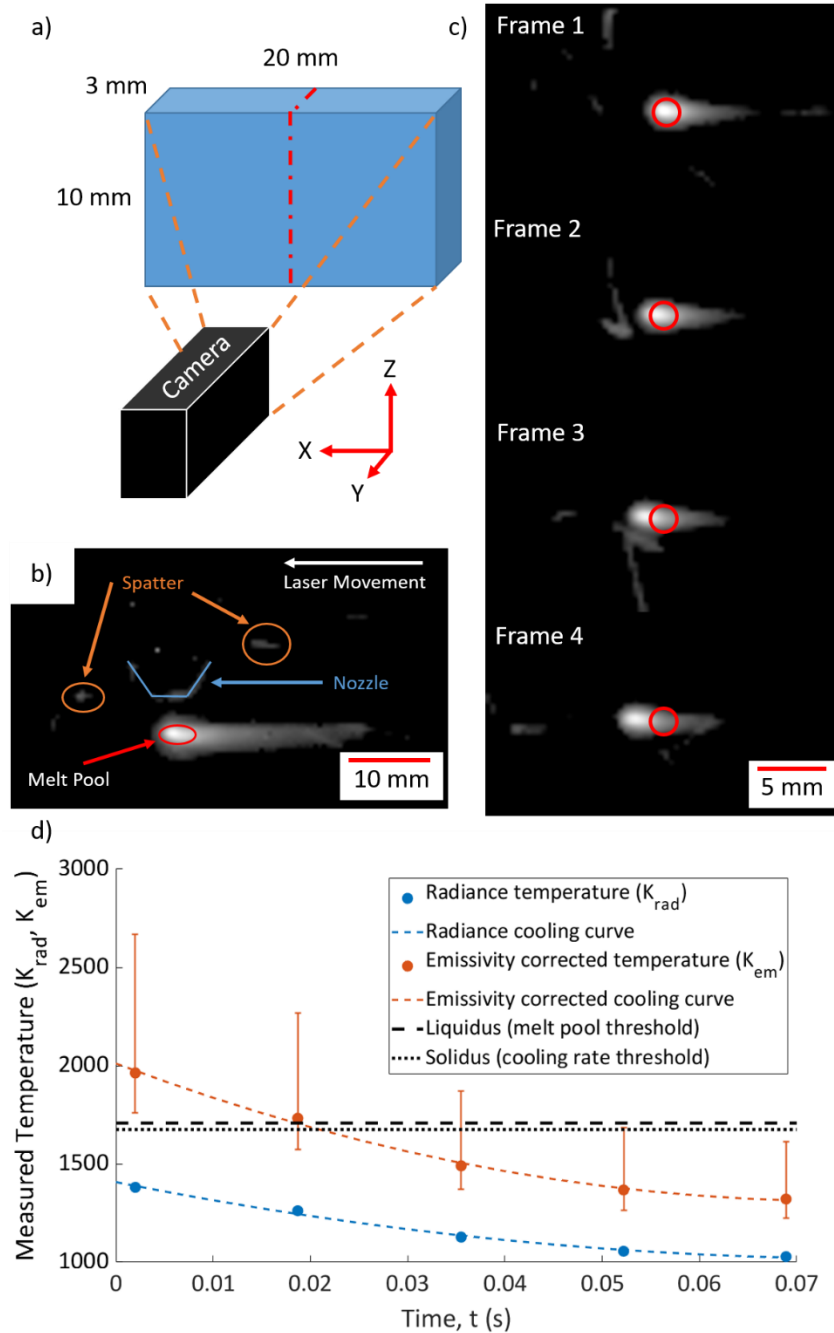 a)
20 mm
3 mm
10 mm
Camera
Z
X
Y
b)
Spatter
Laser Movement
Nozzle
Melt Pool
10 mm
c)
Frame 1
Frame 2
Frame 3
Frame 4
5 mm
d)
Measured Temperature (K_rad, K_em)
3000
2500
2000
1500
1000
Radiance temperature (K_rad)
Radiance cooling curve
Emissivity corrected temperature (K_em)
Emissivity corrected cooling curve
Liquidus (melt pool threshold)
Solidus (cooling rate threshold)
0
0.01
0.02
0.03
0.04
0.05
0.06
0.07
Time, t (s)